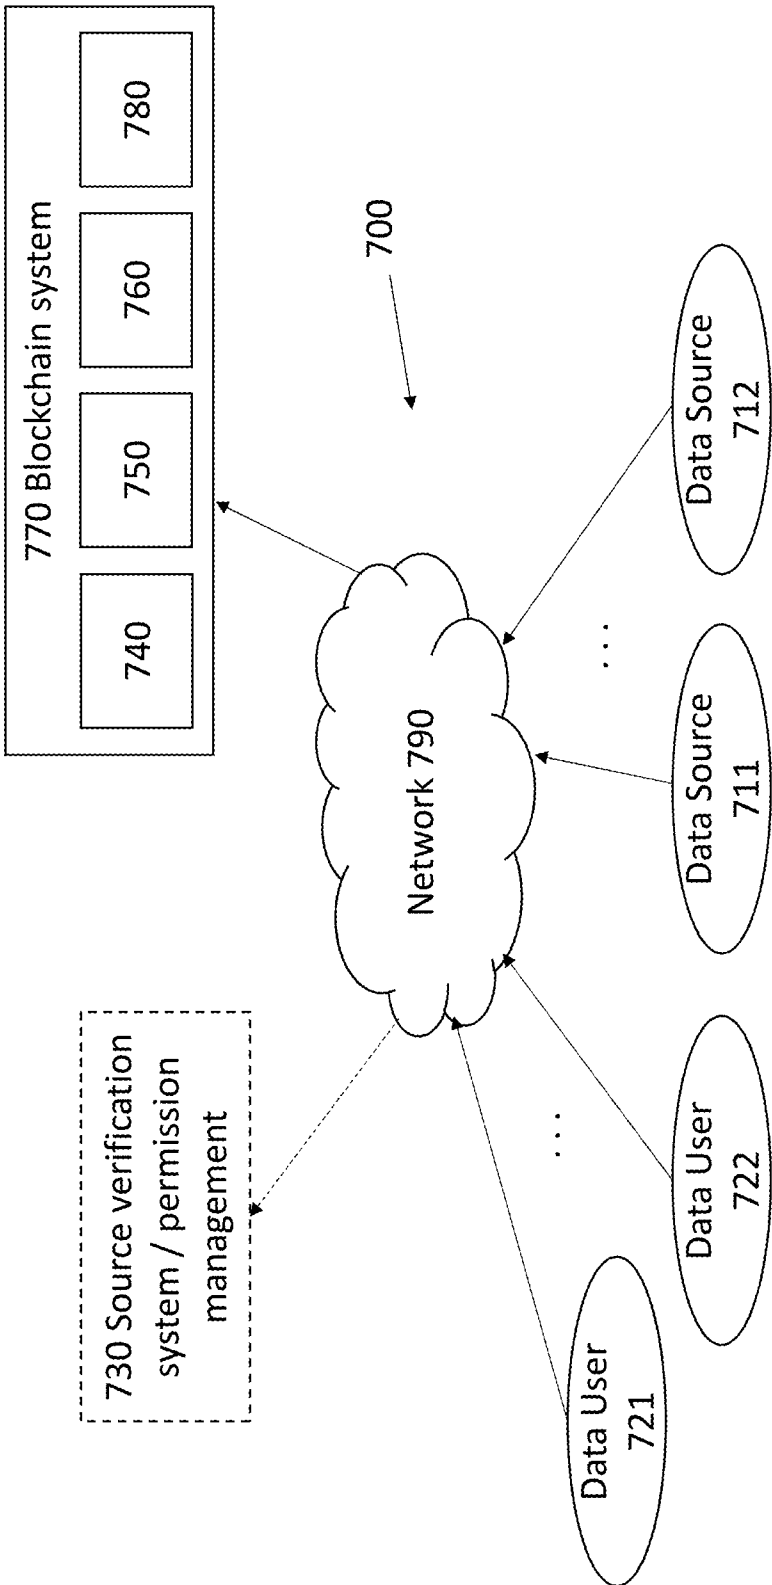 730 Source verification
system / permission
management
770 Blockchain system
740
750
760
780
700
Network 790
...
...
Data User
721
Data User
722
Data Source
711
Data Source
712